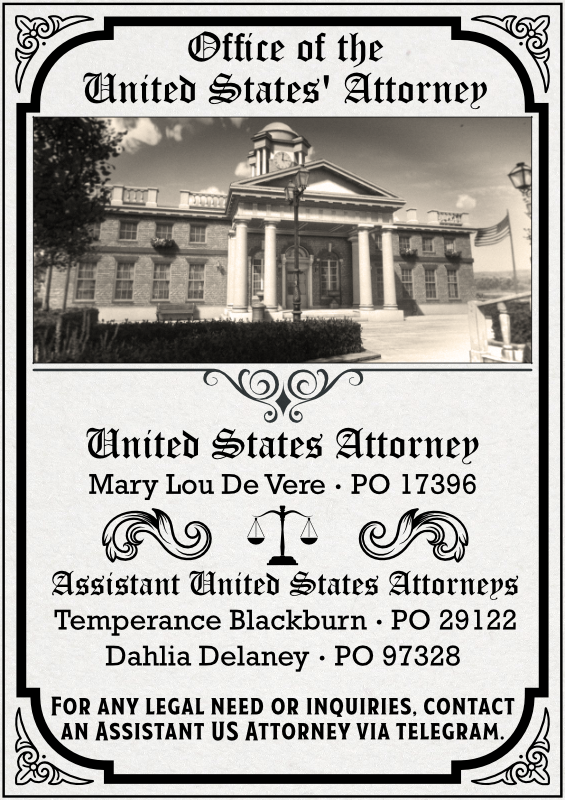 Office of the
United States' Attorney
United States Attorney
Mary Lou De Vere · PO 17396
Assistant United States Attorneys
Temperance Blackburn · PO 29122
Dahlia Delaney · PO 97328
For any legal need or inquiries, contact
an Assistant US Attorney via telegram.